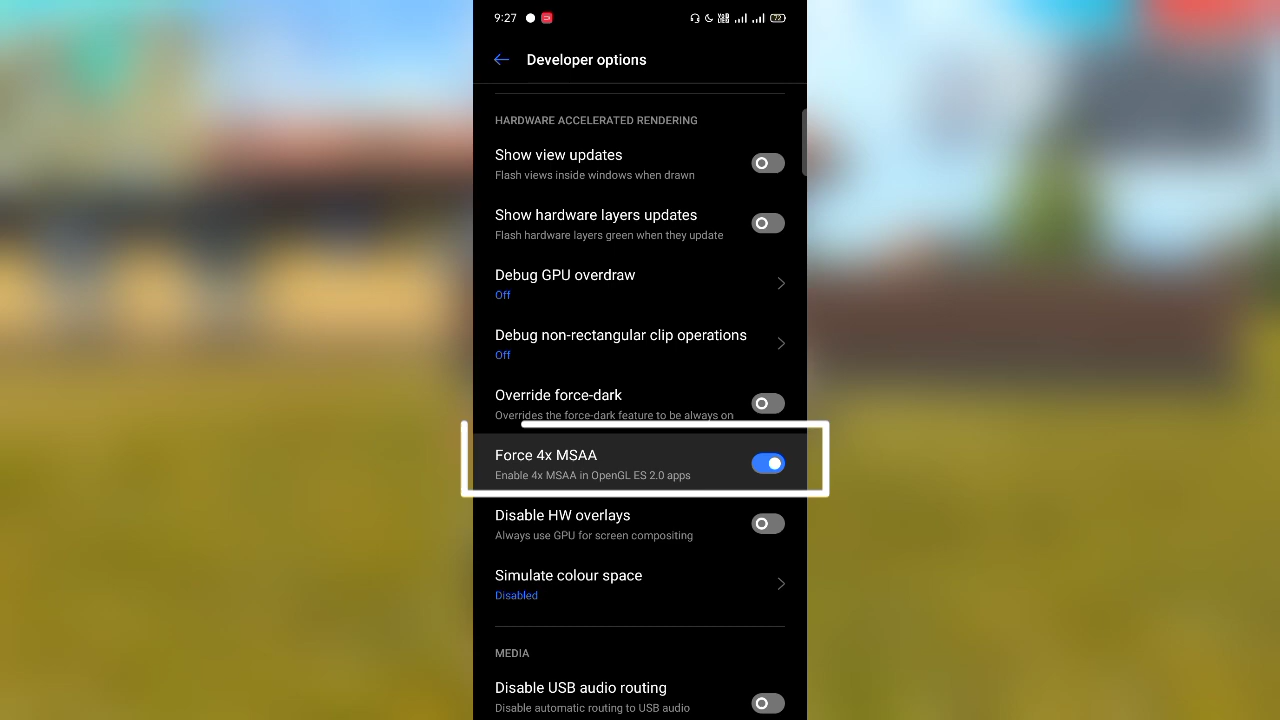 9:27
72
Developer options
HARDWARE ACCELERATED RENDERING
Show view updates
Flash views inside windows when drawn
Show hardware layers updates
Flash hardware layers green when they update
Debug GPU overdraw
Off
Debug non-rectangular clip operations
Off
Override force-dark
Overrides the force-dark feature to be always on
Force 4x MSAA
Enable 4x MSAA in OpenGL ES 2.0 apps
Disable HW overlays
Always use GPU for screen compositing
Simulate colour space
Disabled
MEDIA
Disable USB audio routing
Disable automatic routing to USB audio